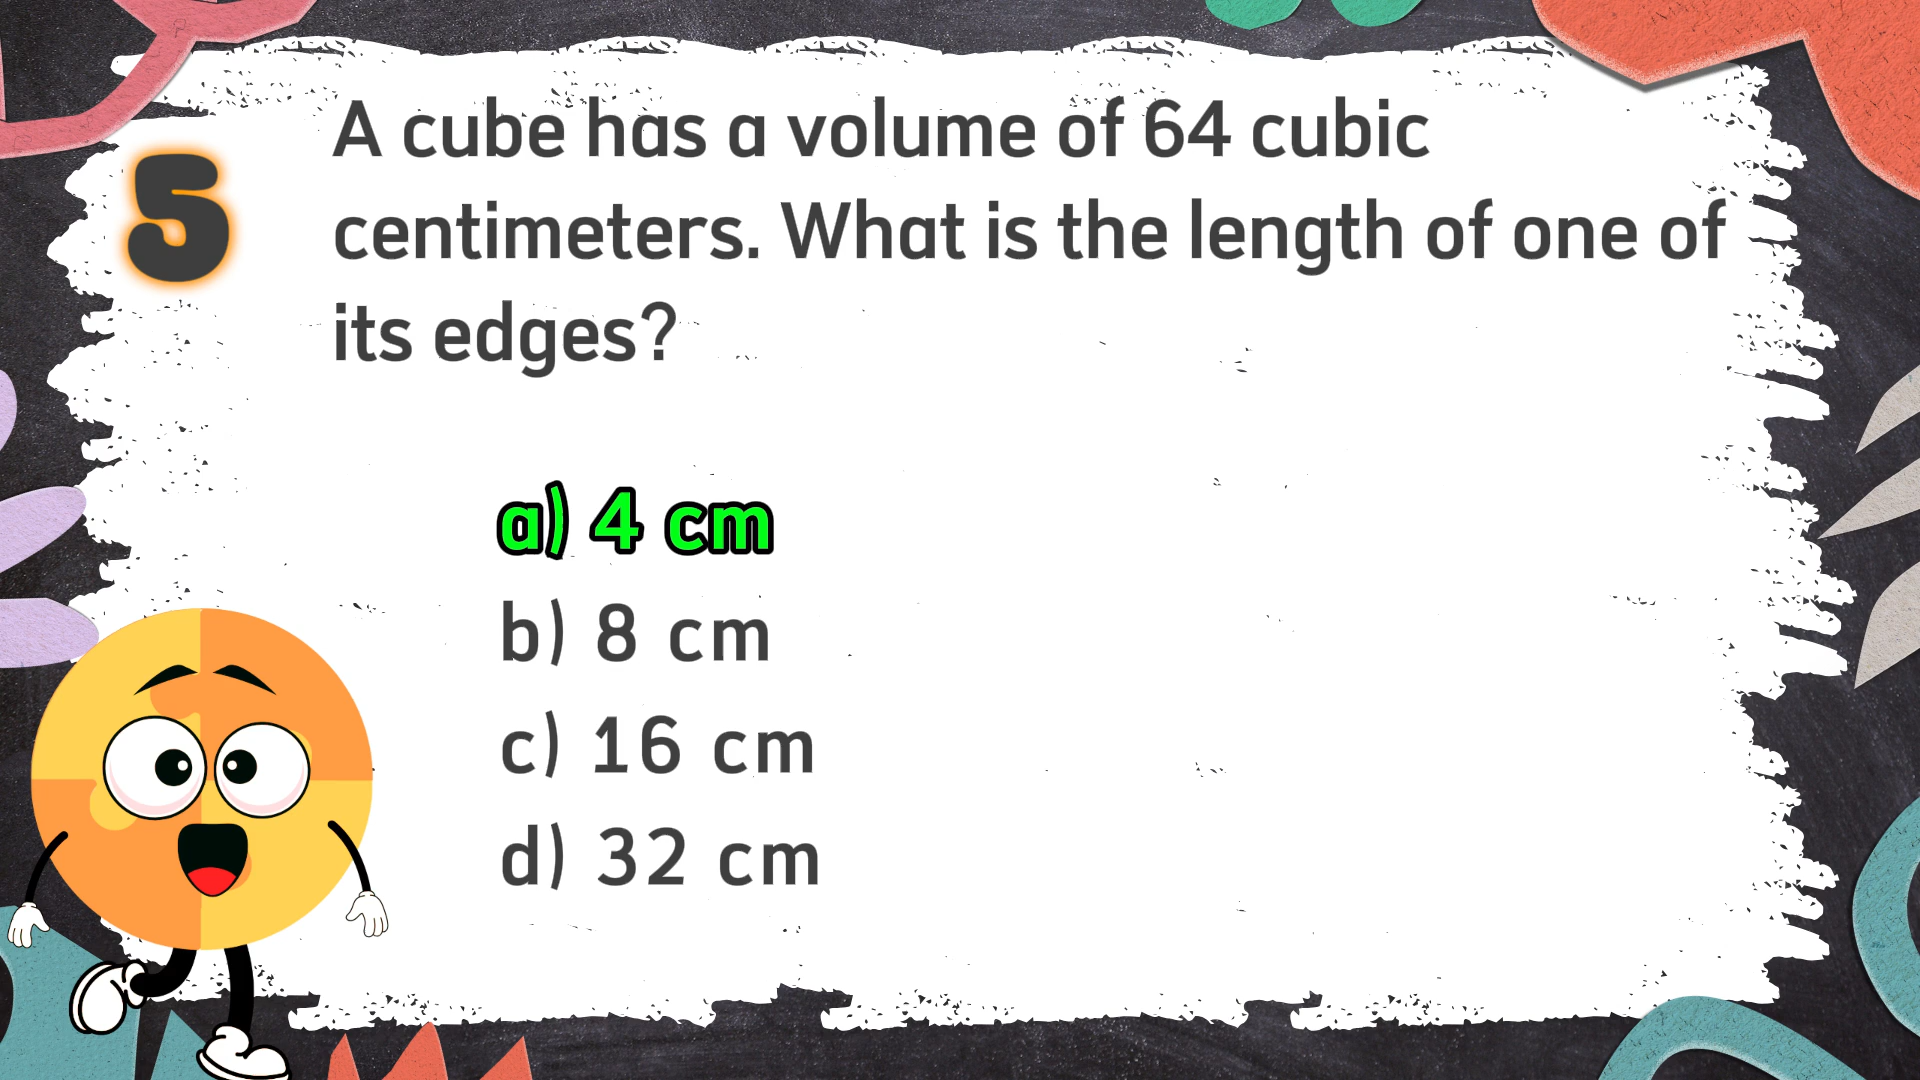 5
A cube has a volume of 64 cubic
centimeters. What is the length of one of
its edges?
a) 4 cm
b) 8 cm
c) 16 cm
d) 32 cm